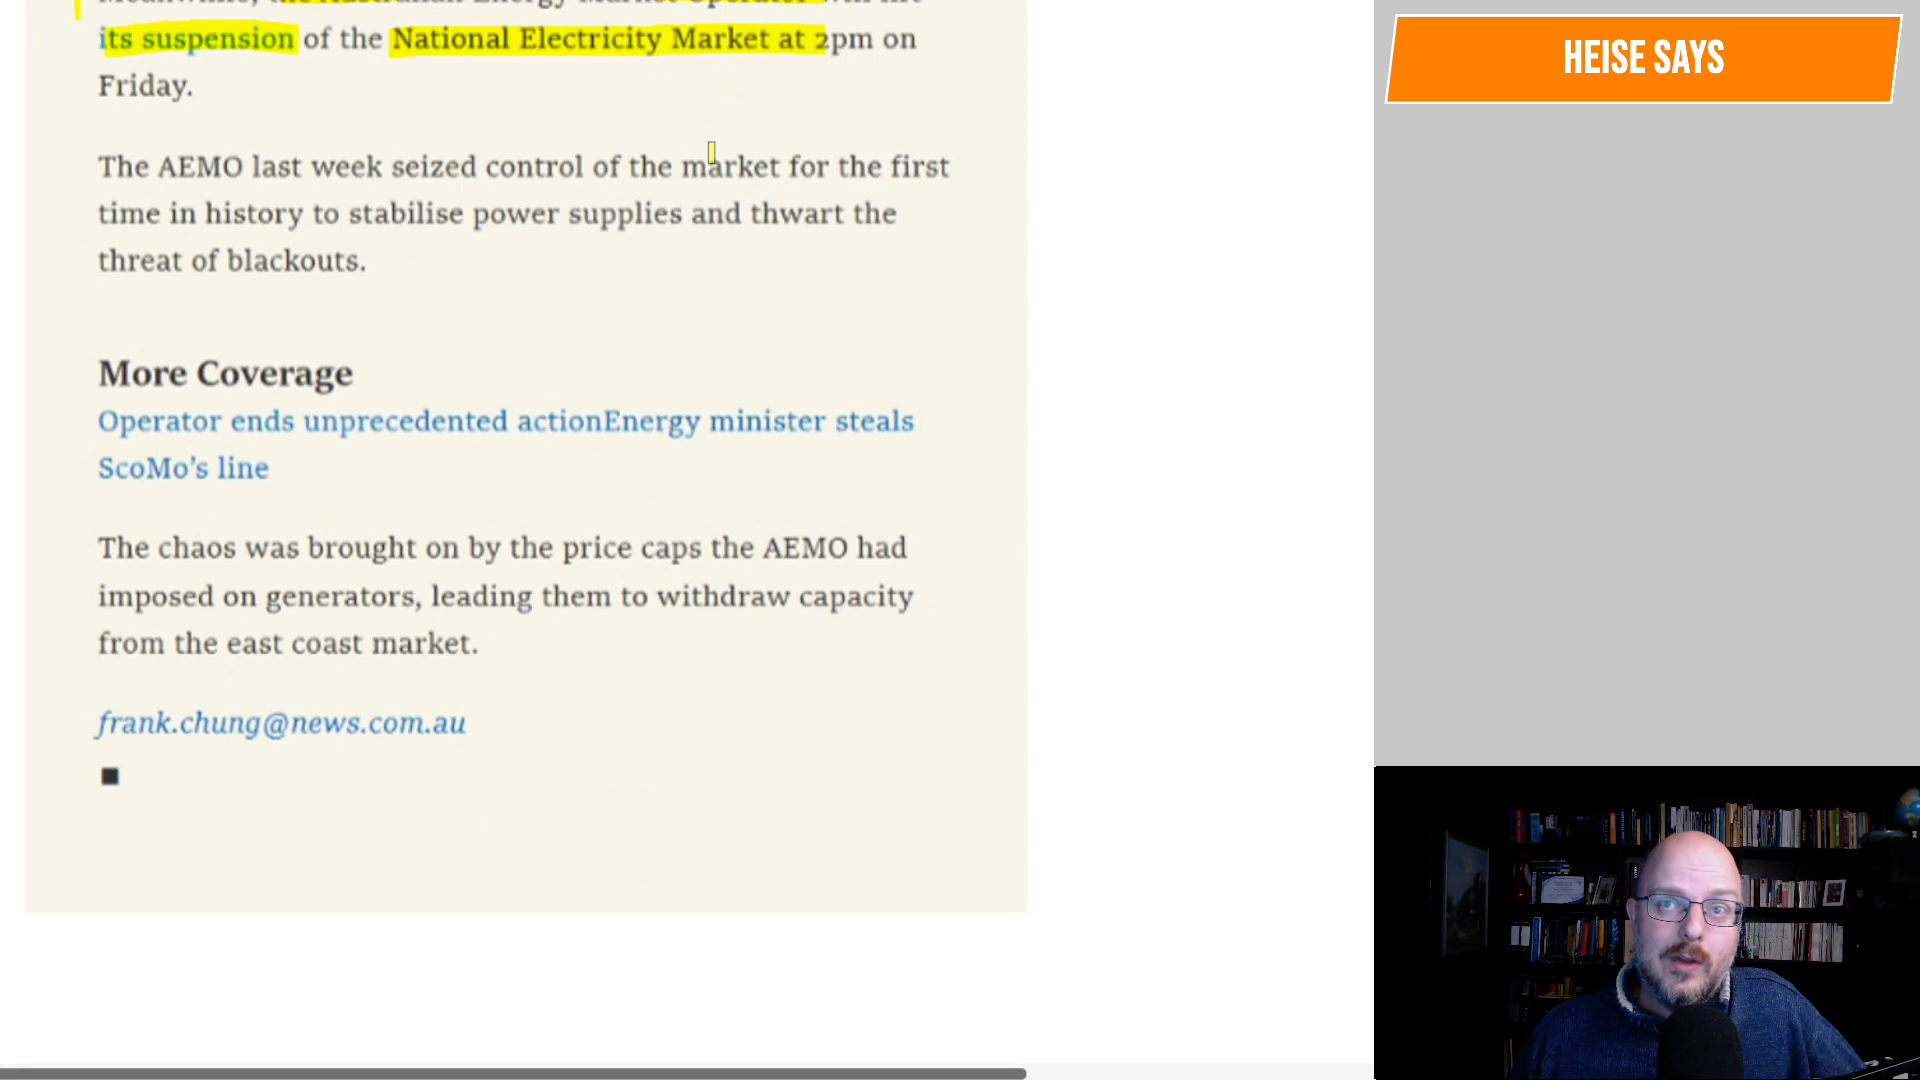 its suspension of the National Electricity Market at 2pm on
Friday.
The AEMO last week seized control of the market for the first
time in history to stabilise power supplies and thwart the
threat of blackouts.
More Coverage
Operator ends unprecedented actionEnergy minister steals
ScoMo’s line
The chaos was brought on by the price caps the AEMO had
imposed on generators, leading them to withdraw capacity
from the east coast market.
frank.chung@news.com.au
HEISE SAYS